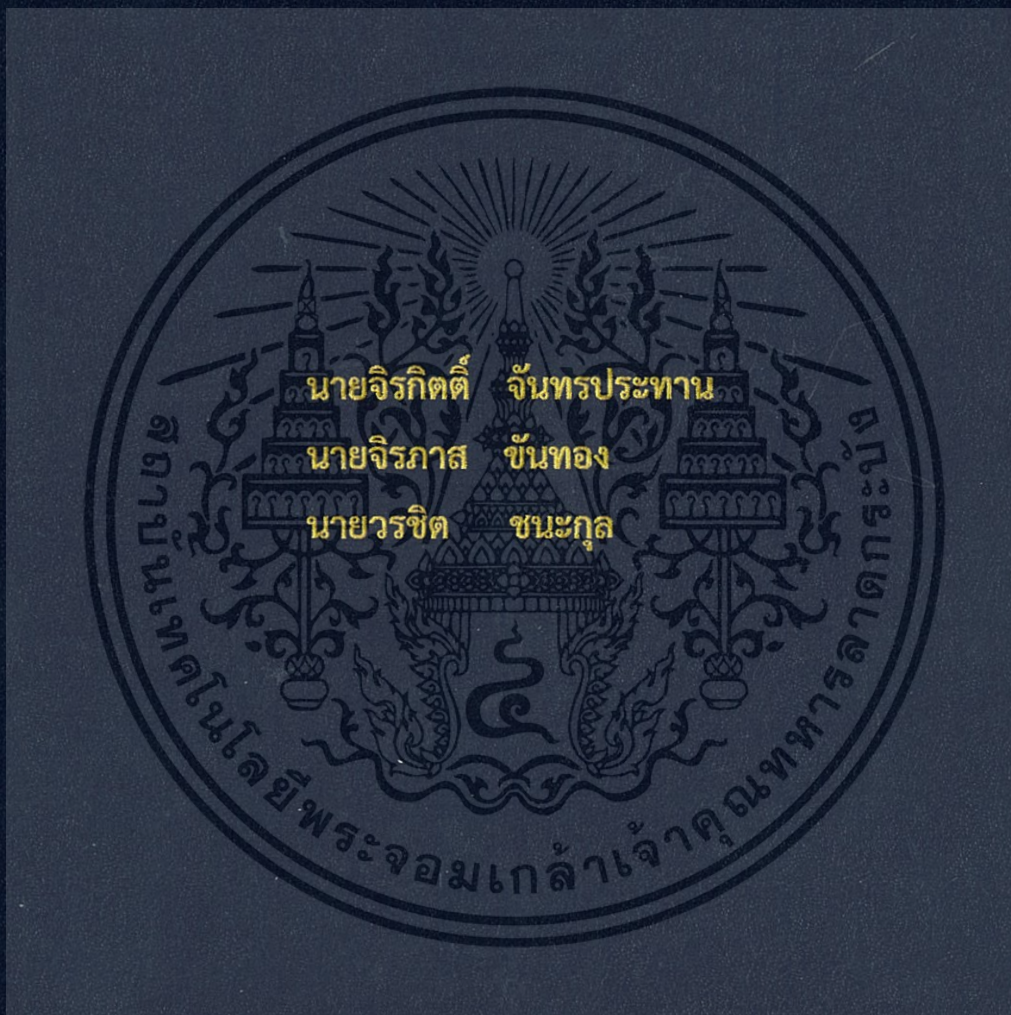 นายจิรกิตติ์ จันทรประทาน
นายจิรภาส ขันทอง
นายวรชิต ชนะกุล
สถาบันเทคโนโลยีพระจอมเกล้าเจ้าคุณทหารลาดกระบัง
๔